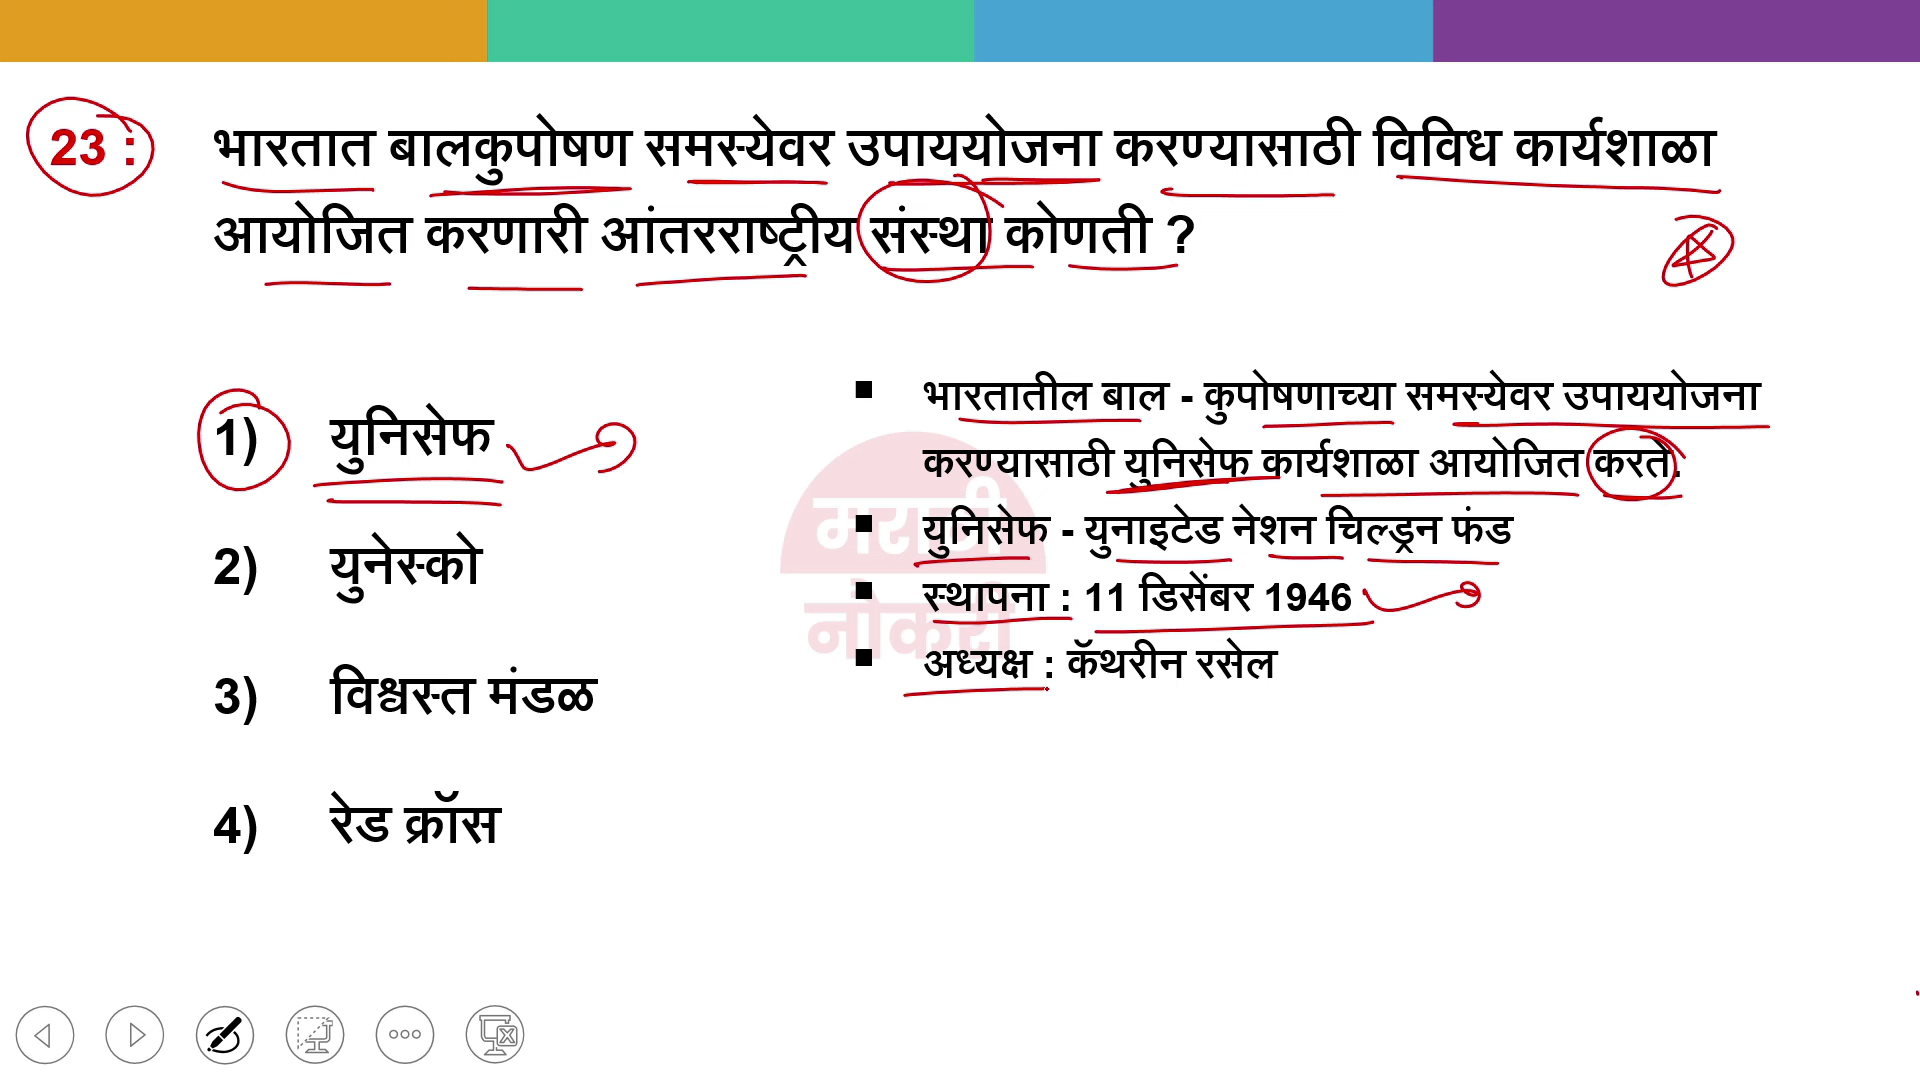 23 : भारतात बालकुपोषण समस्येवर उपाययोजना करण्यासाठी विविध कार्यशाळा
आयोजित करणारी आंतरराष्ट्रीय संस्था कोणती ?
1) युनिसेफ
2) युनेस्को
3) विश्वस्त मंडळ
4) रेड क्रॉस
भारतातील बाल - कुपोषणाच्या समस्येवर उपाययोजना
करण्यासाठी युनिसेफ कार्यशाळा आयोजित करते.
युनिसेफ - युनाइटेड नेशन चिल्ड्रन फंड
स्थापना : 11 डिसेंबर 1946
अध्यक्ष : कॅथरीन रसेल
मराठी
नोकरी